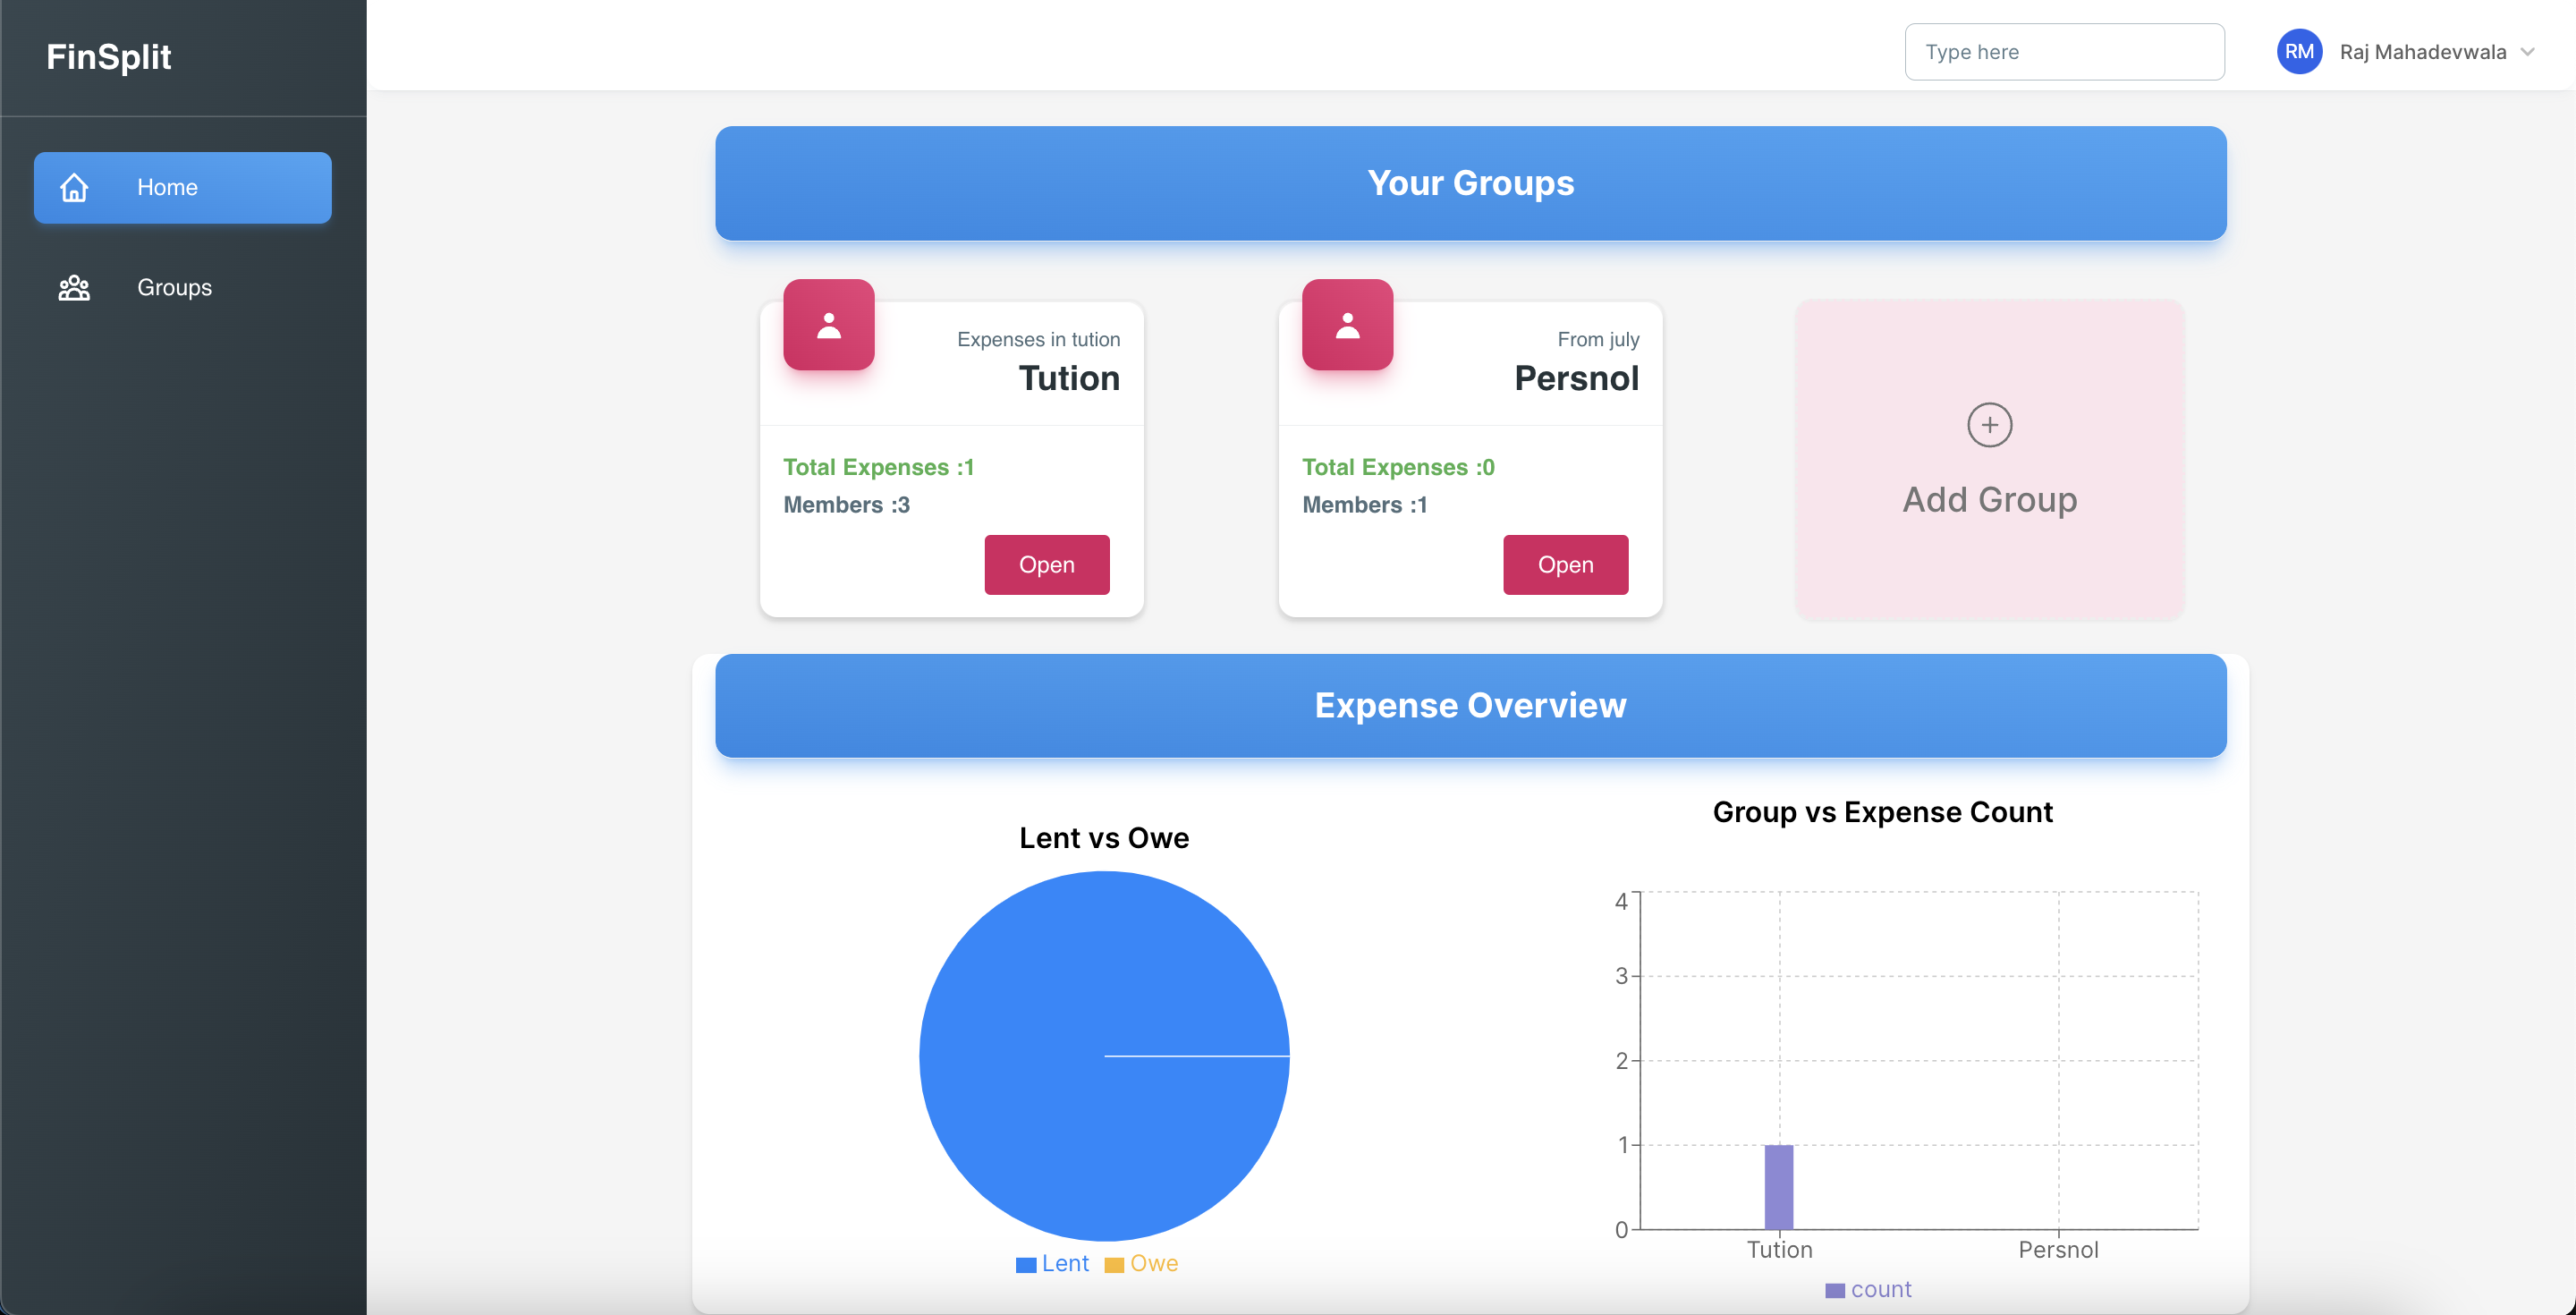 FinSplit
Type here
RM
Raj Mahadevwala
Home
Groups
Your Groups
Expenses in tution
Tution
Total Expenses :1
Members :3
Open
From july
Persnol
Total Expenses :0
Members :1
Open
Add Group
Expense Overview
Lent vs Owe
Lent
Owe
Group vs Expense Count
4
3
2
1
0
Tution
Persnol
count